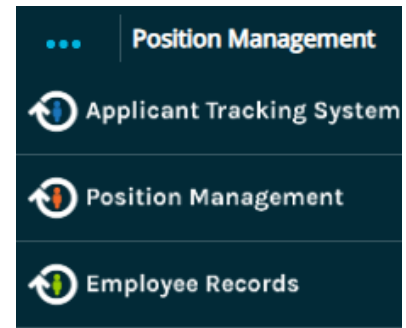 Position Management
Applicant Tracking System
Position Management
Employee Records